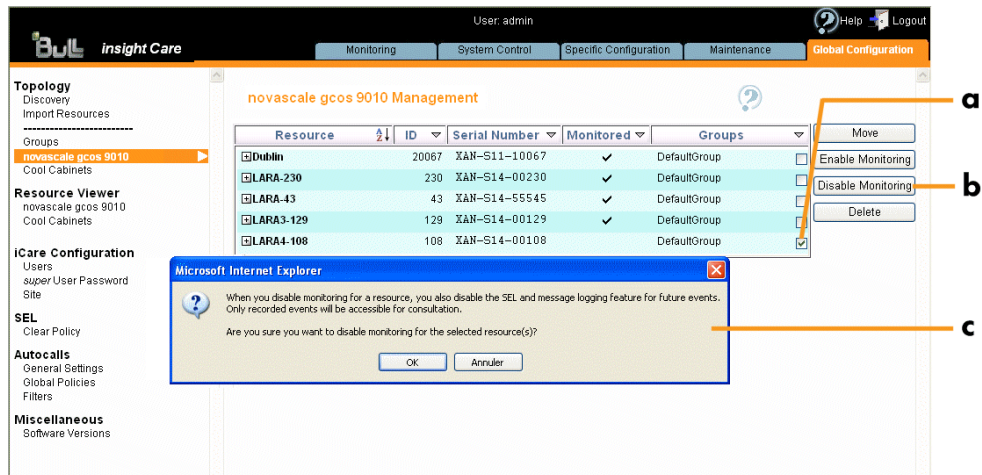 User: admin
Help Logout
Bull insight Care
Monitoring System Control Specific Configuration Maintenance Global Configuration
Topology
Discovery
Import Resources
-------------------------
Groups
novascale gcos 9010
Cool Cabinets
Resource Viewer
novascale gcos 9010
Cool Cabinets
iCare Configuration
Users
super User Password
Site
SEL
Clear Policy
Autocalls
General Settings
Global Policies
Filters
Miscellaneous
Software Versions
novascale gcos 9010 Management
Resource ID Serial Number Monitored Groups
Dublin 20067 XAN-S11-10067 ✓ DefaultGroup
LARA-230 230 XAN-S14-00230 ✓ DefaultGroup
LARA-43 43 XAN-S14-55545 ✓ DefaultGroup
LARA3-129 129 XAN-S14-00129 ✓ DefaultGroup
LARA4-108 108 XAN-S14-00108 DefaultGroup
Move
Enable Monitoring
Disable Monitoring
Delete
a
b
c
Microsoft Internet Explorer
When you disable monitoring for a resource, you also disable the SEL and message logging feature for future events.
Only recorded events will be accessible for consultation.
Are you sure you want to disable monitoring for the selected resource(s)?
OK Annuler